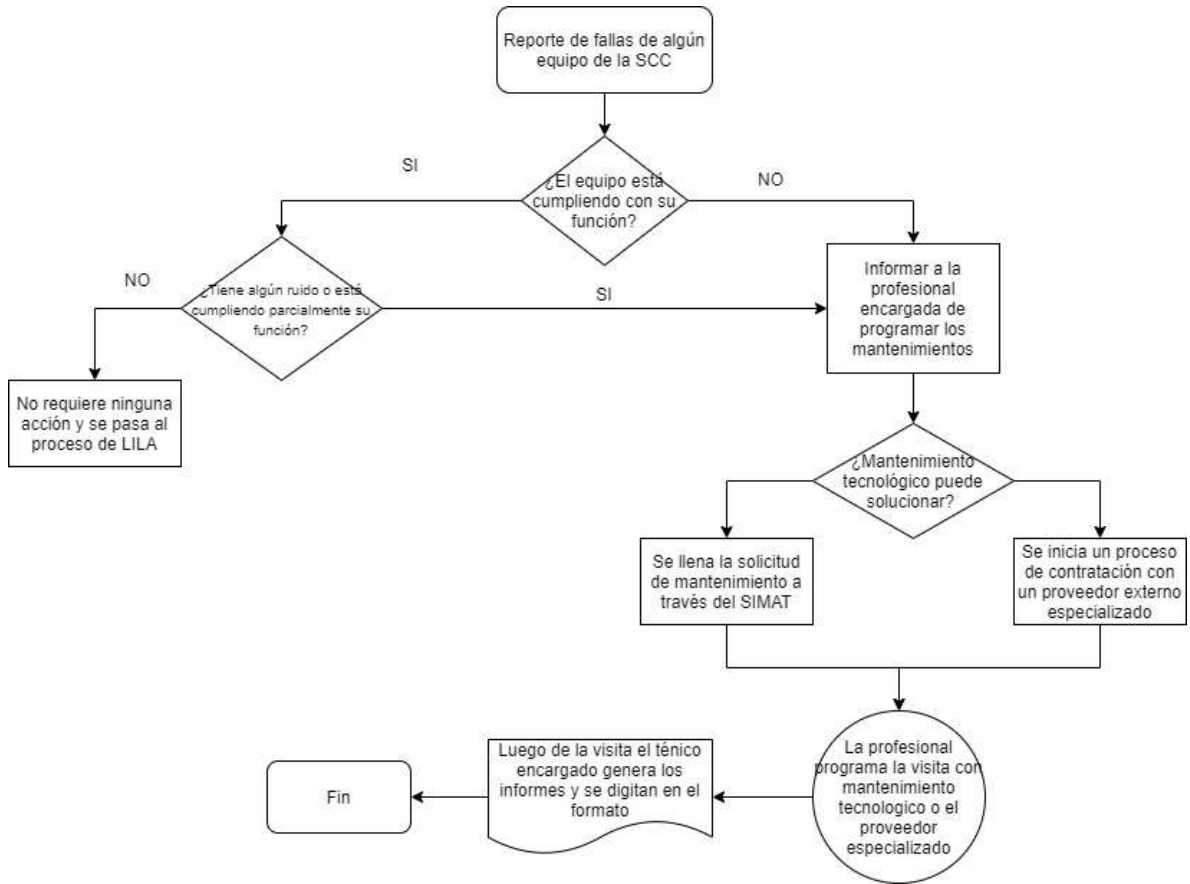 Reporte de fallas de algún
equipo de la SCC
SI
NO
¿El equipo está
cumpliendo con su
función?
NO
¿Tiene algún ruido o está
cumpliendo parcialmente su
función?
SI
Informar a la
profesional
encargada de
programar los
mantenimientos
No requiere ninguna
acción y se pasa al
proceso de LILA
¿Mantenimiento
tecnológico puede
solucionar?
Se llena la solicitud
de mantenimiento a
través del SIMAT
Se inicia un proceso
de contratación con
un proveedor externo
especializado
La profesional
programa la visita con
mantenimiento
tecnologico o el
proveedor
especializado
Luego de la visita el ténico
encargado genera los
informes y se digitan en el
formato
Fin